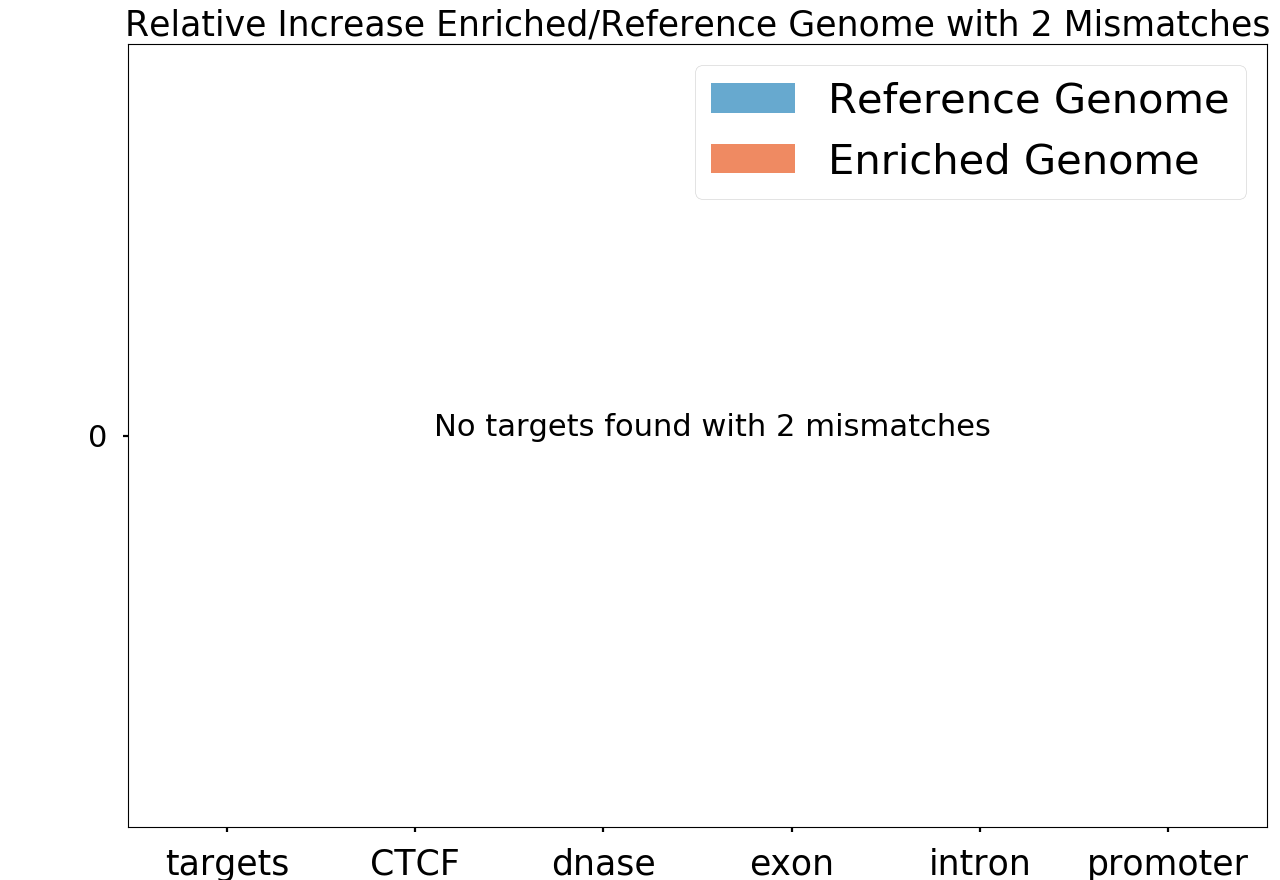 Relative Increase Enriched/Reference Genome with 2 Mismatches
Reference Genome
Enriched Genome
No targets found with 2 mismatches
0
targets CTCF dnase exon intron promoter